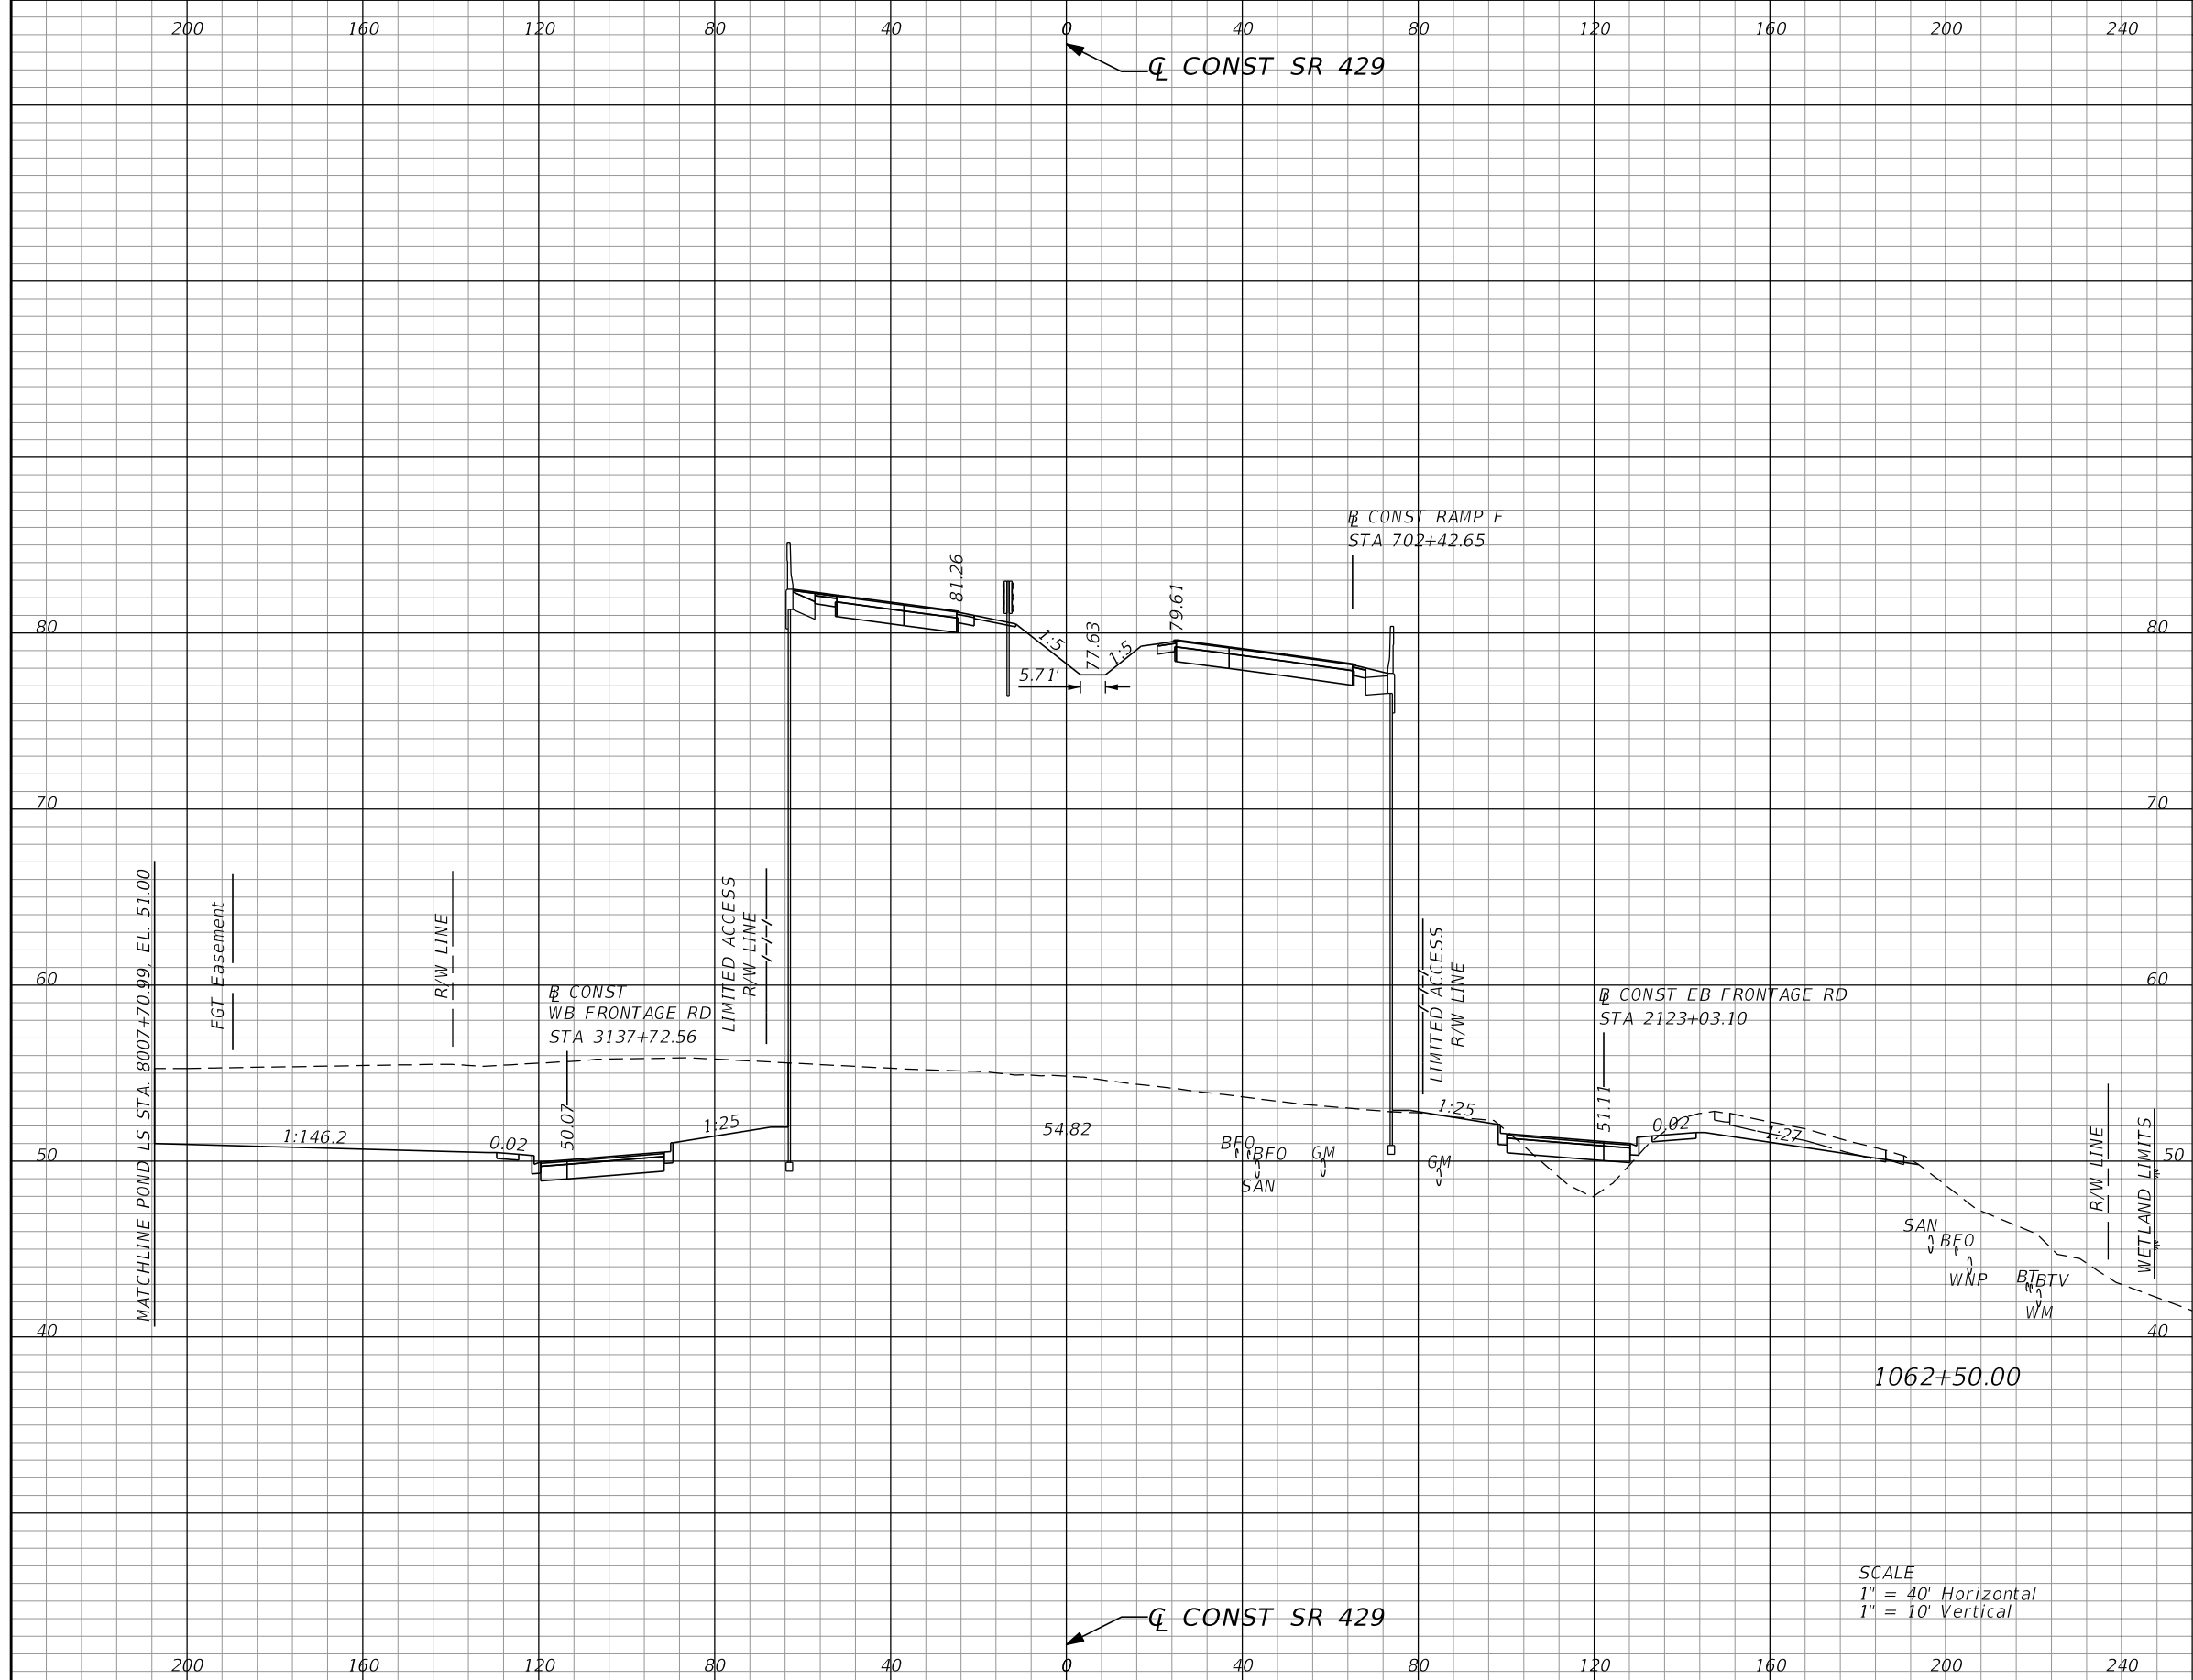 200 160 120 80 40 0 40 80 120 160 200 240
℄ CONST SR 429
B CONST RAMP F
STA 702+42.65
81.26
79.61
77.63
1:5
1:5
5.71'
80 80
70 70
60 60
50 50
40 40
MATCHLINE POND LS STA. 8007+70.99, EL. 51.00
FGT Easement
R/W LINE
LIMITED ACCESS
R/W LINE
B CONST
WB FRONTAGE RD
STA 3137+72.56
50.07
1:146.2
0.02
1:25
54.82
BFO
BFO
SAN
GM
GM
LIMITED ACCESS
R/W LINE
1:25
B CONST EB FRONTAGE RD
STA 2123+03.10
51.11
0.02
1:27
SAN
BFO
WNP
BT
BTV
WM
R/W LINE
WETLAND LIMITS
1062+50.00
SCALE
1" = 40' Horizontal
1" = 10' Vertical
℄ CONST SR 429
200 160 120 80 40 0 40 80 120 160 200 240